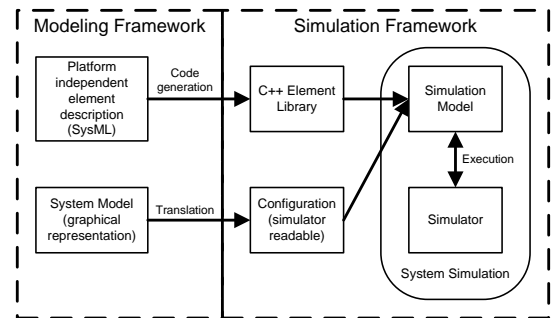 Modeling Framework
Simulation Framework
Platform
independent
element
description
(SysML)
Code
generation
C++ Element
Library
Simulation
Model
Execution
System Model
(graphical
representation)
Translation
Configuration
(simulator
readable)
Simulator
System Simulation